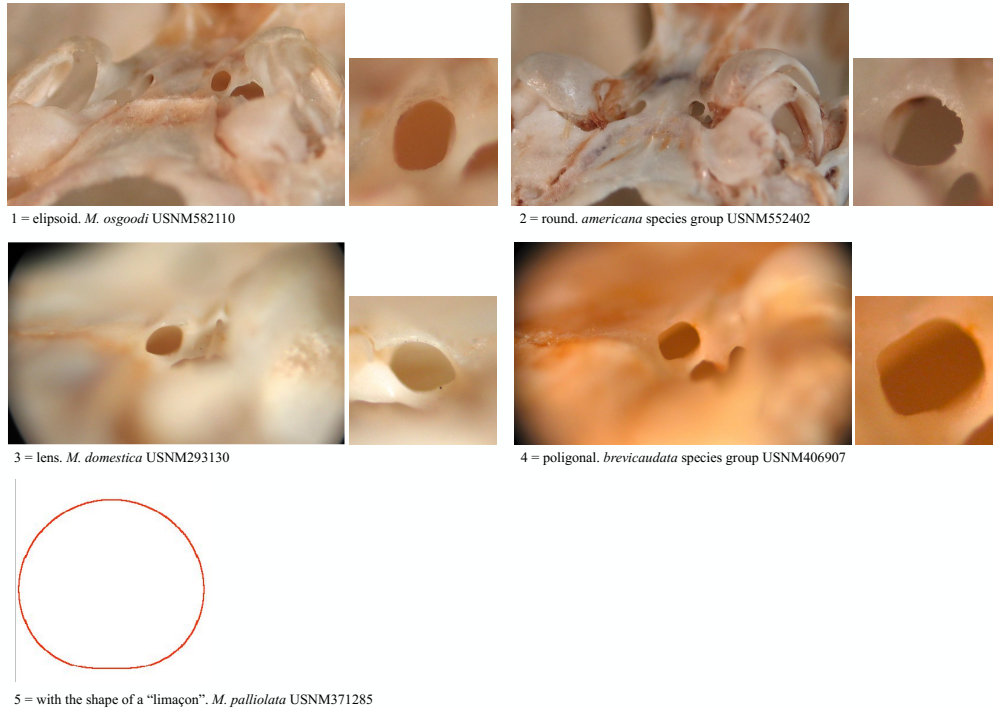 1 = elipsoid. M. osgoodi USNM582110
2 = round. americana species group USNM552402
3 = lens. M. domestica USNM293130
4 = poligonal. brevicaudata species group USNM406907
5 = with the shape of a “limaçon”. M. palliolata USNM371285